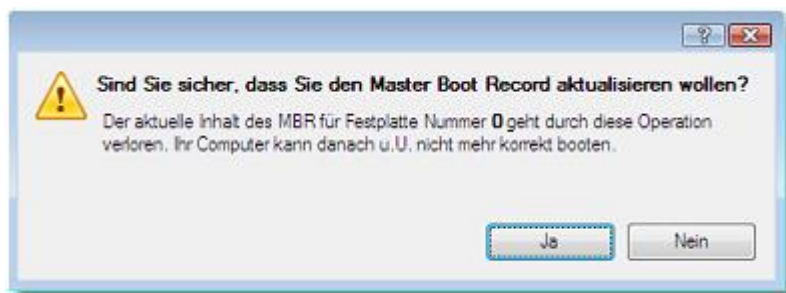 Sind Sie sicher, dass Sie den Master Boot Record aktualisieren wollen?
Der aktuelle Inhalt des MBR für Festplatte Nummer 0 geht durch diese Operation
verloren. Ihr Computer kann danach u.U. nicht mehr korrekt booten.
Ja Nein